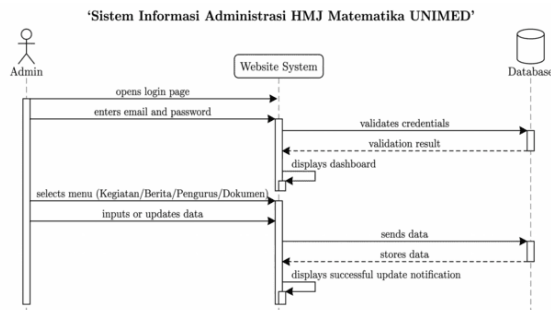 ‘Sistem Informasi Administrasi HMJ Matematika UNIMED’
Admin
Website System
Database
opens login page
enters email and password
validates credentials
validation result
displays dashboard
selects menu (Kegiatan/Berita/Pengurus/Dokumen)
inputs or updates data
sends data
stores data
displays successful update notification